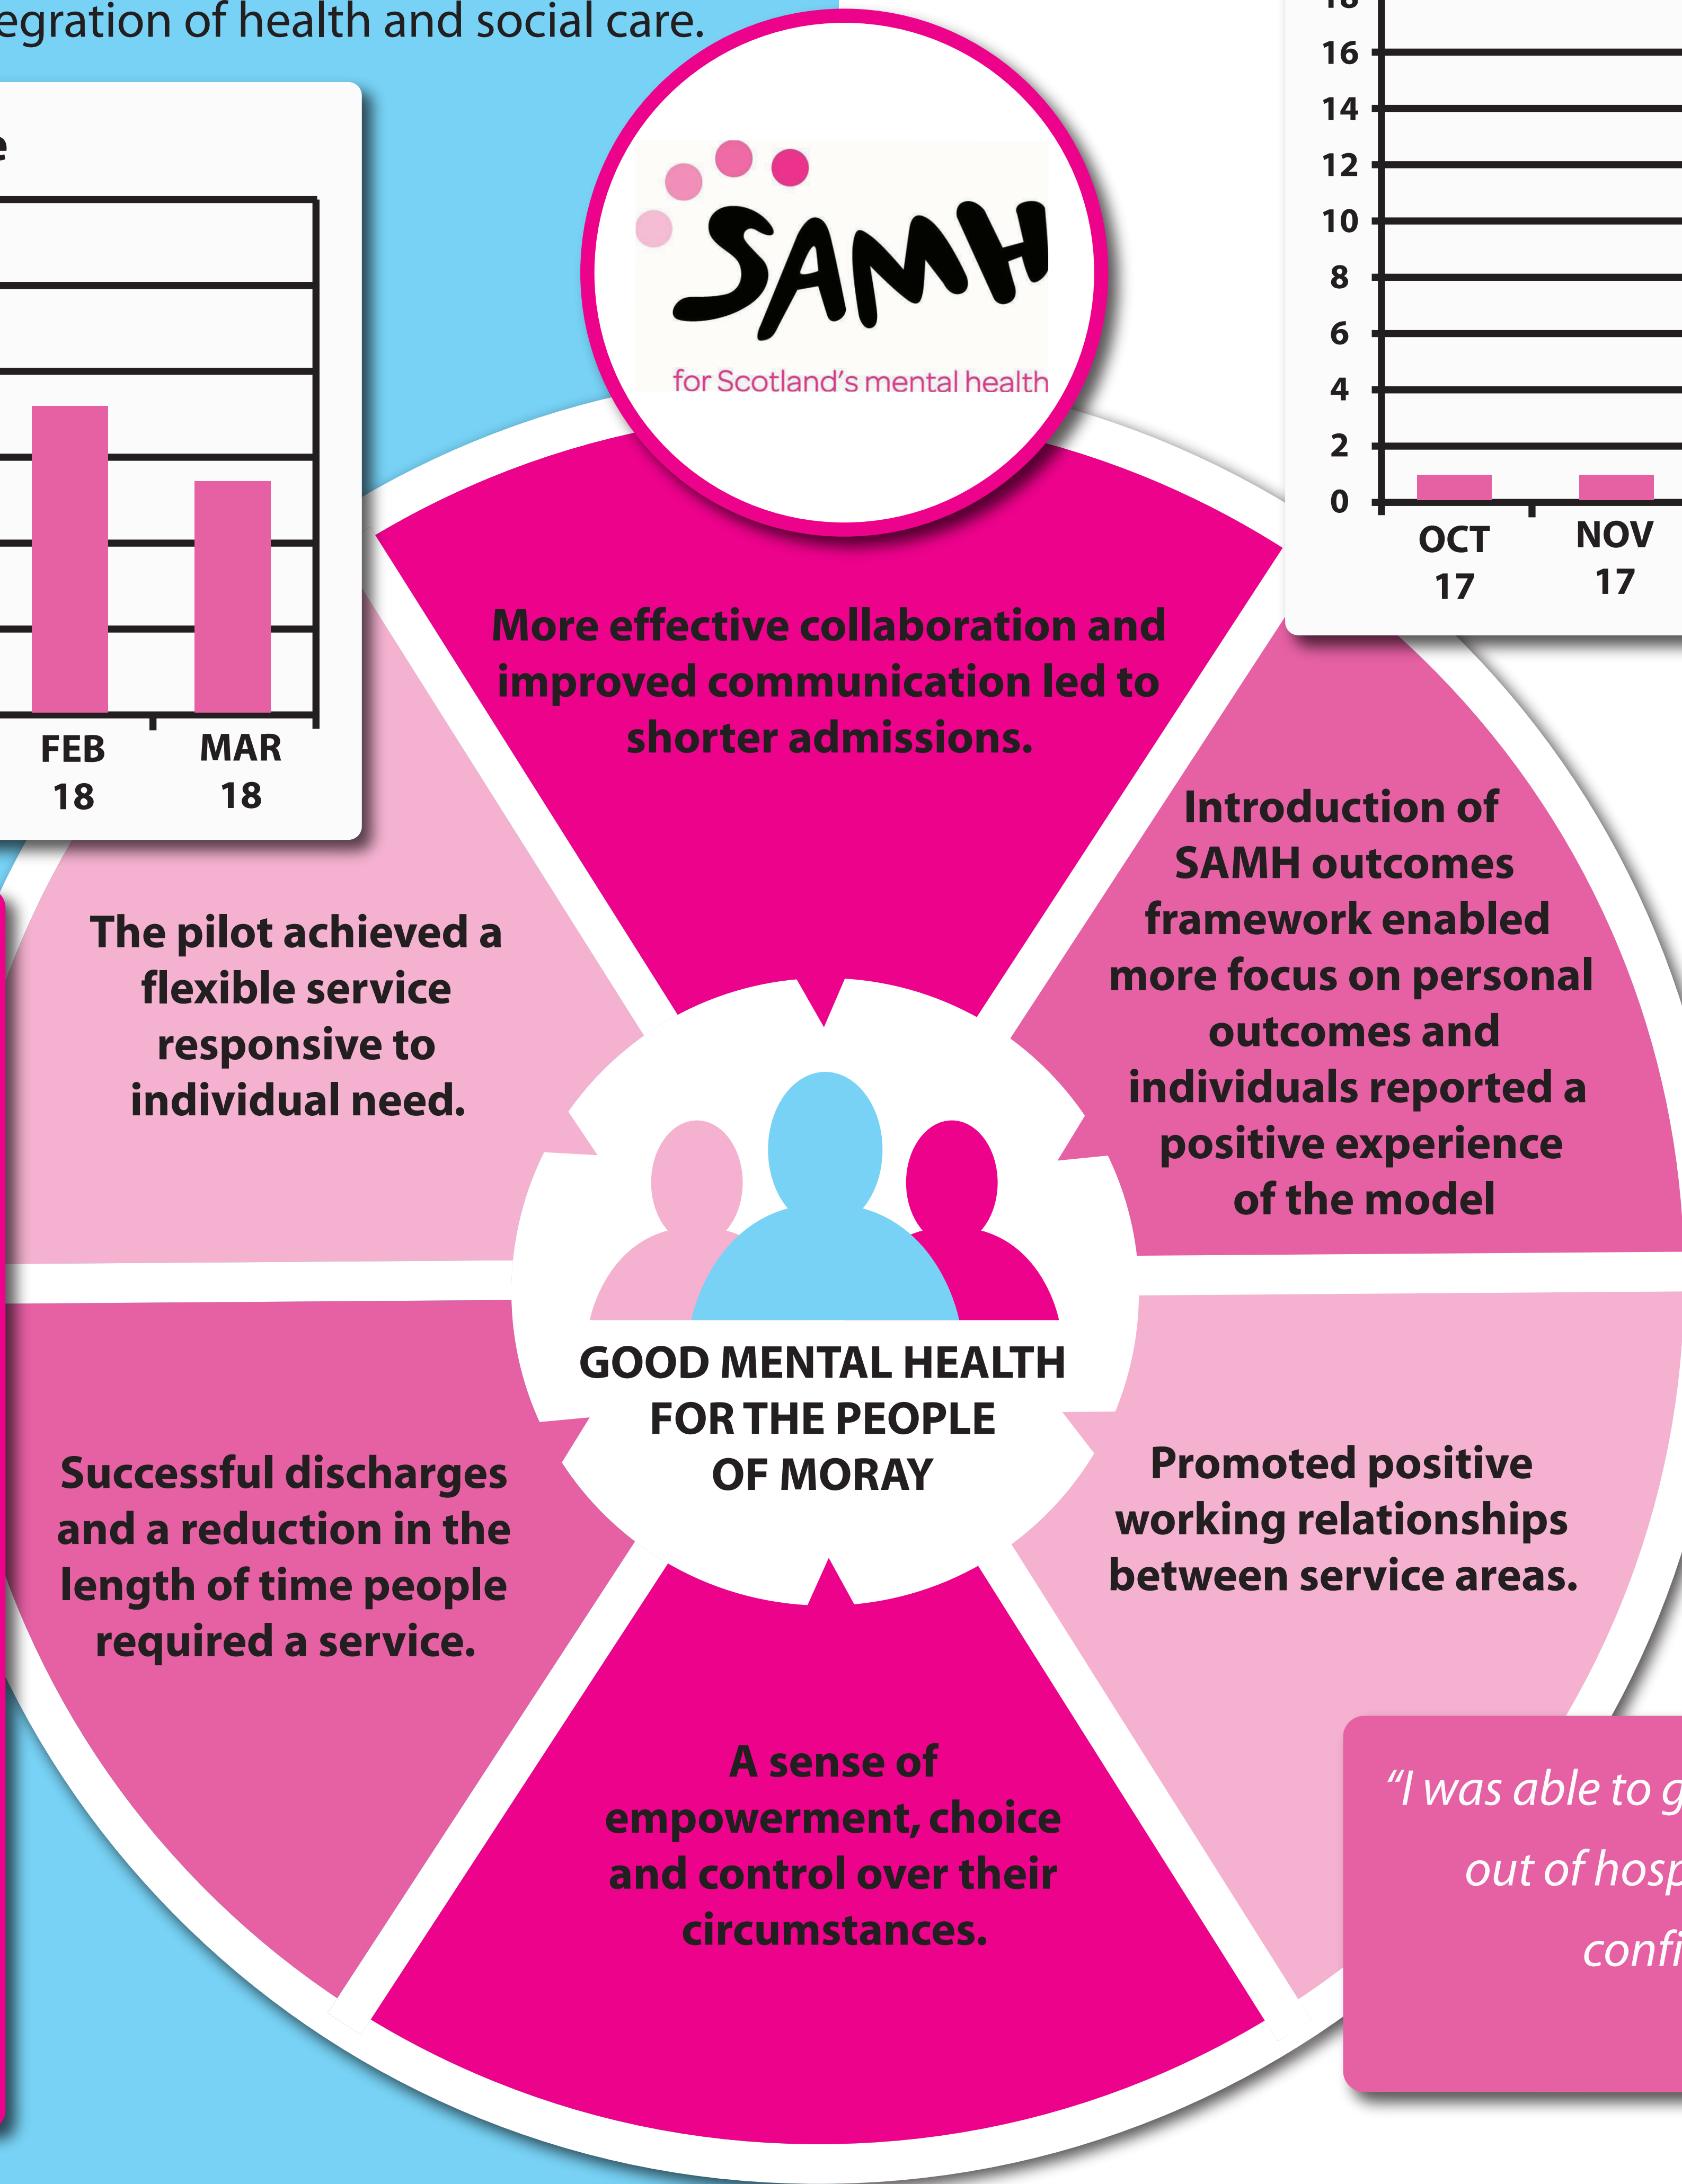 of health and social care.
SAMH
for Scotland's mental health
FEB
18
MAR
18
16
14
12
10
8
6
4
2
0
OCT
17
NOV
17
More effective collaboration and
improved communication led to
shorter admissions.
Introduction of
SAMH outcomes
framework enabled
more focus on personal
outcomes and
individuals reported a
positive experience
of the model
The pilot achieved a
flexible service
responsive to
individual need.
GOOD MENTAL HEALTH
FOR THE PEOPLE
OF MORAY
Successful discharges
and a reduction in the
length of time people
required a service.
Promoted positive
working relationships
between service areas.
A sense of
empowerment, choice
and control over their
circumstances.
“I was able to
out of